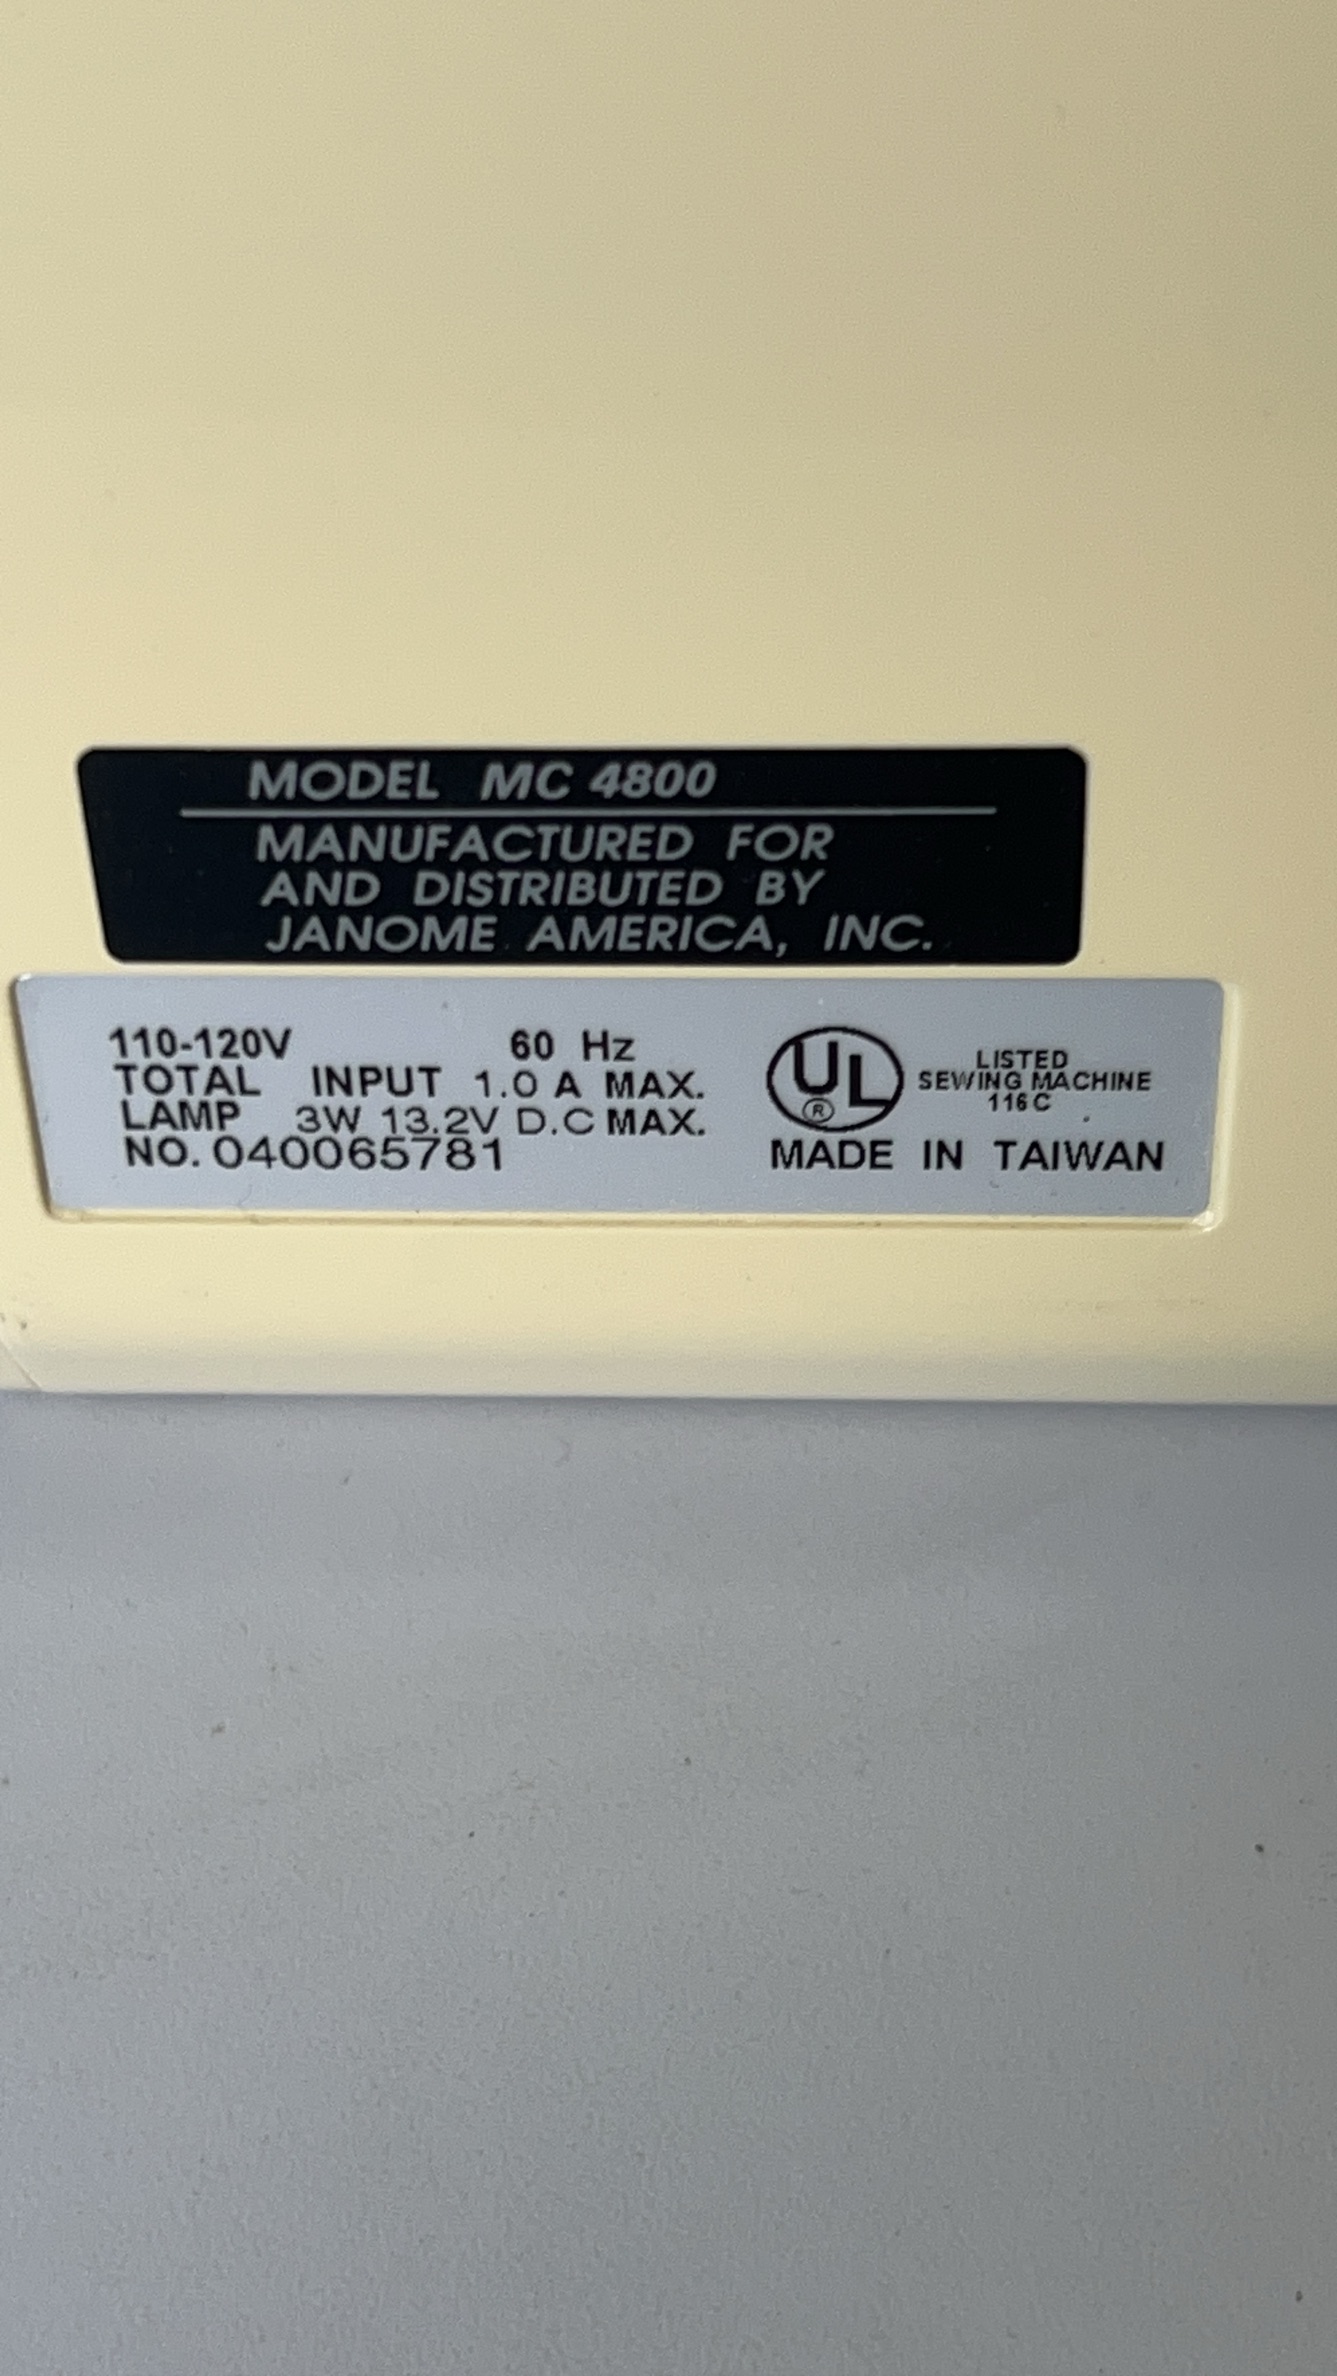 MODEL MC 4800
MANUFACTURED FOR
AND DISTRIBUTED BY
JANOME AMERICA, INC.
110-120V 60 Hz
TOTAL INPUT 1.0 A MAX.
LAMP 3W 13.2V D.C MAX.
NO. 040065781
UL ®
LISTED
SEWING MACHINE
116C
MADE IN TAIWAN